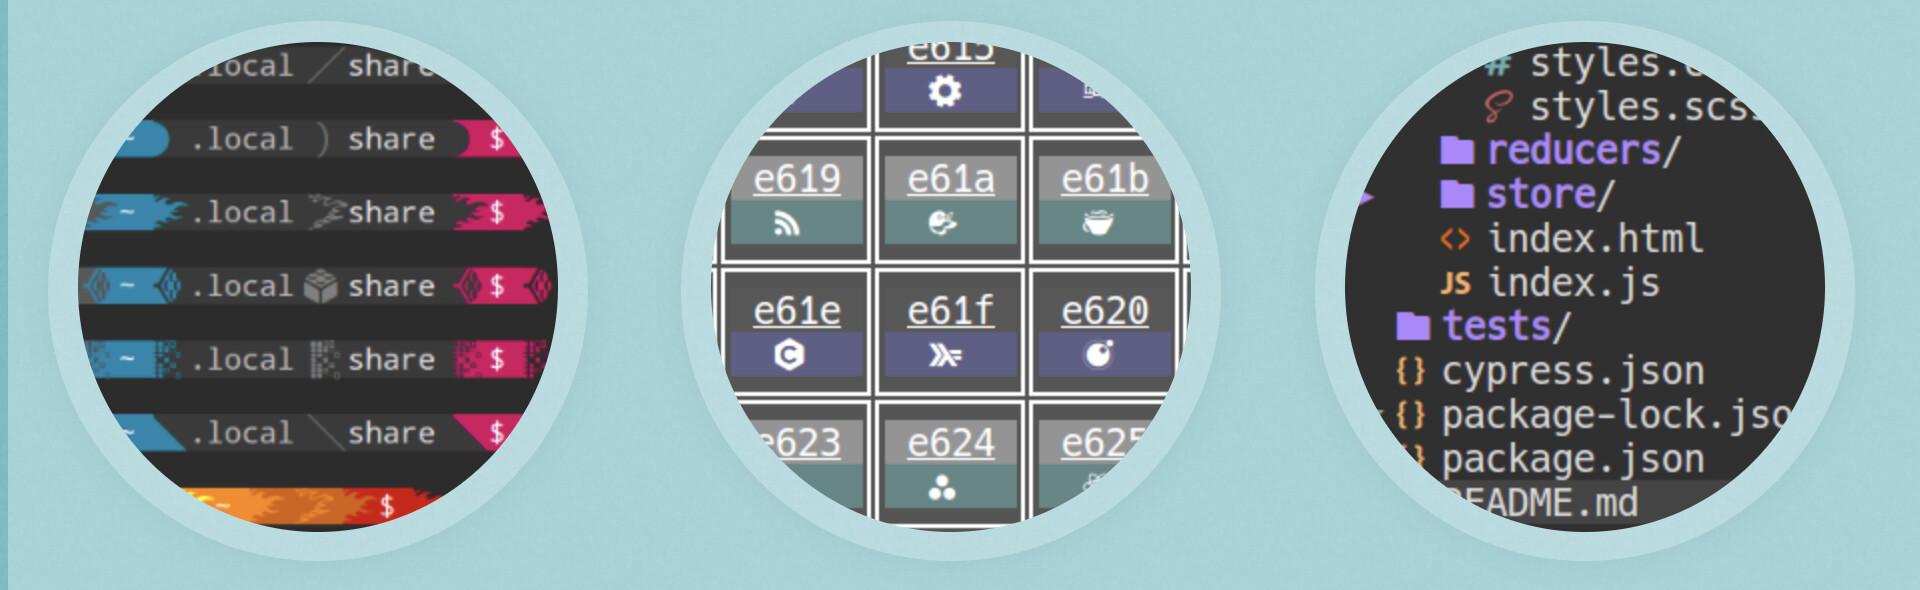 .local share
~ .local ) share $
~ .local share $
~ .local share $
~ .local share $
~ .local \ share $
~ $
e615
e619 e61a e61b
e61e e61f e620
e623 e624 e625
# styles.
styles.scss
reducers/
store/
<> index.html
JS index.js
tests/
{} cypress.json
{} package-lock.jso
{} package.json
README.md